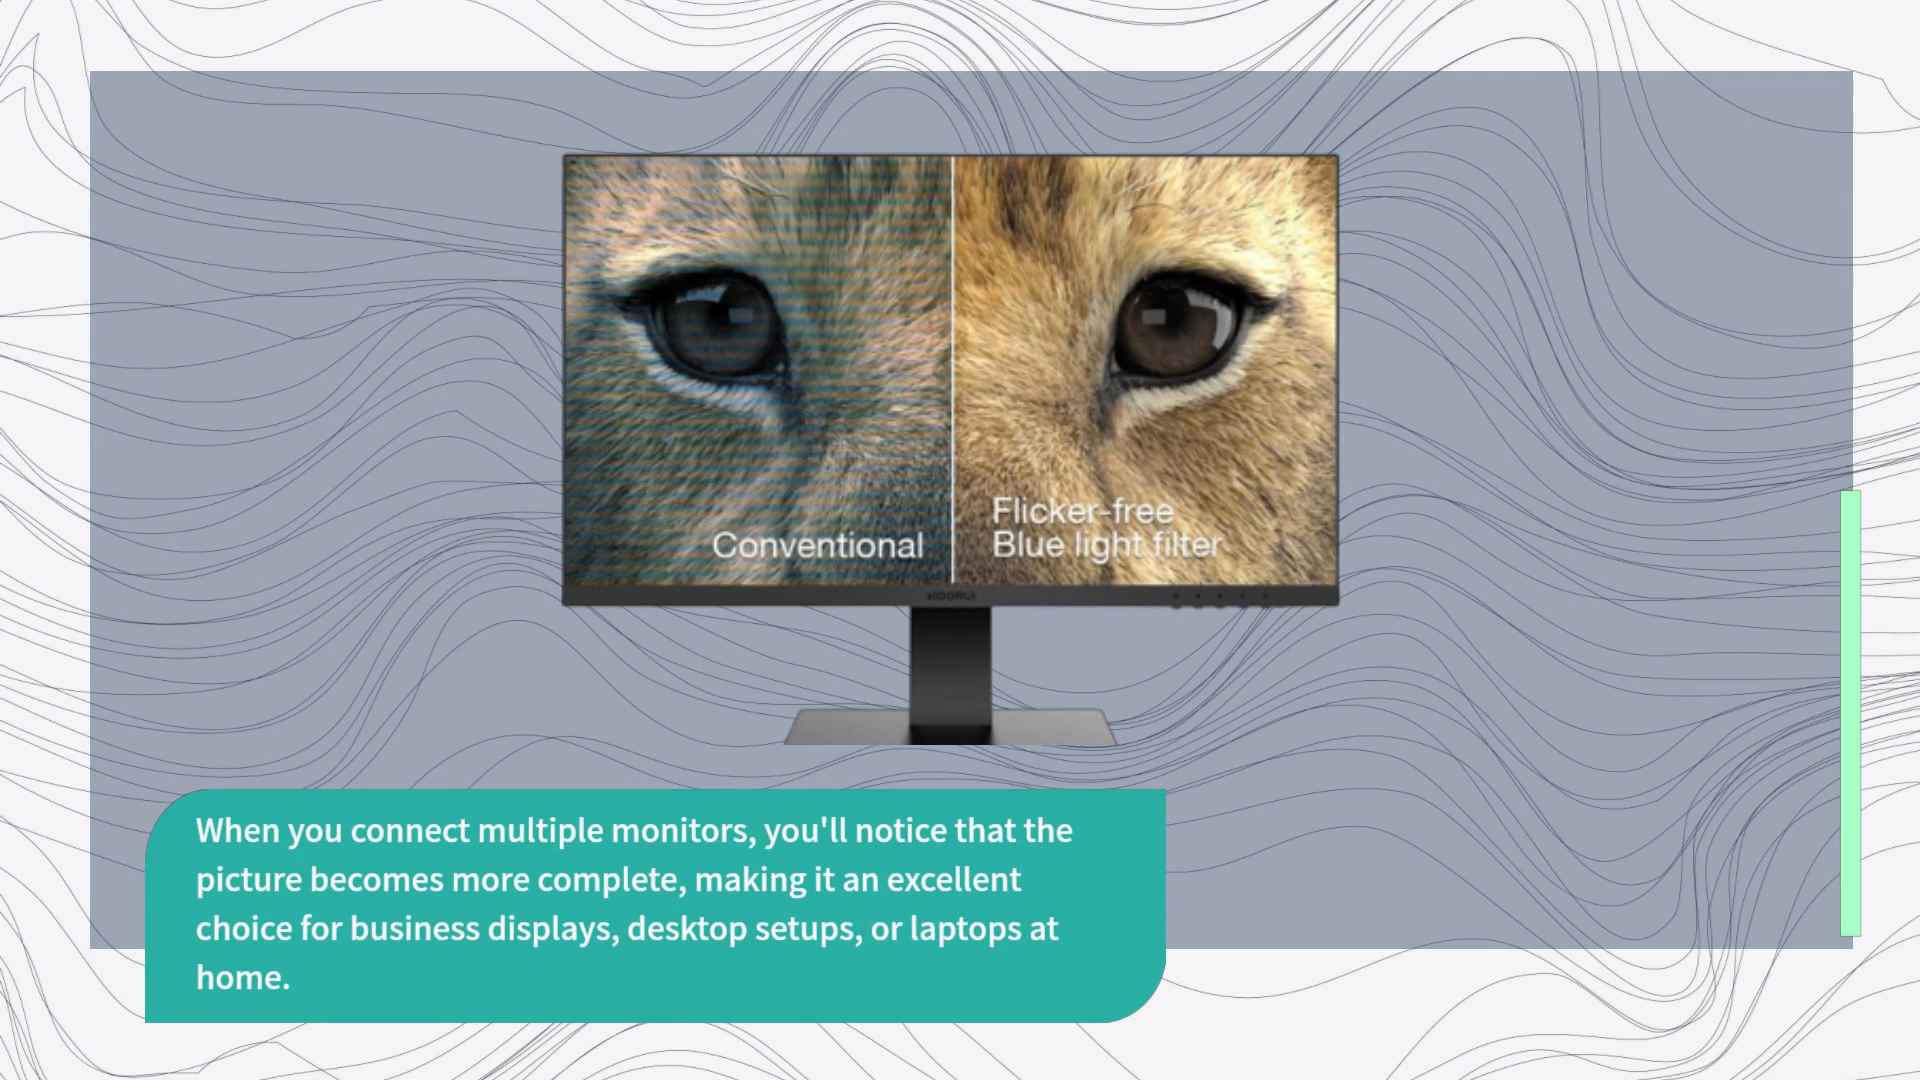 Conventional
Flicker-free
Blue light filter
KOORUI
When you connect multiple monitors, you'll notice that the
picture becomes more complete, making it an excellent
choice for business displays, desktop setups, or laptops at
home.